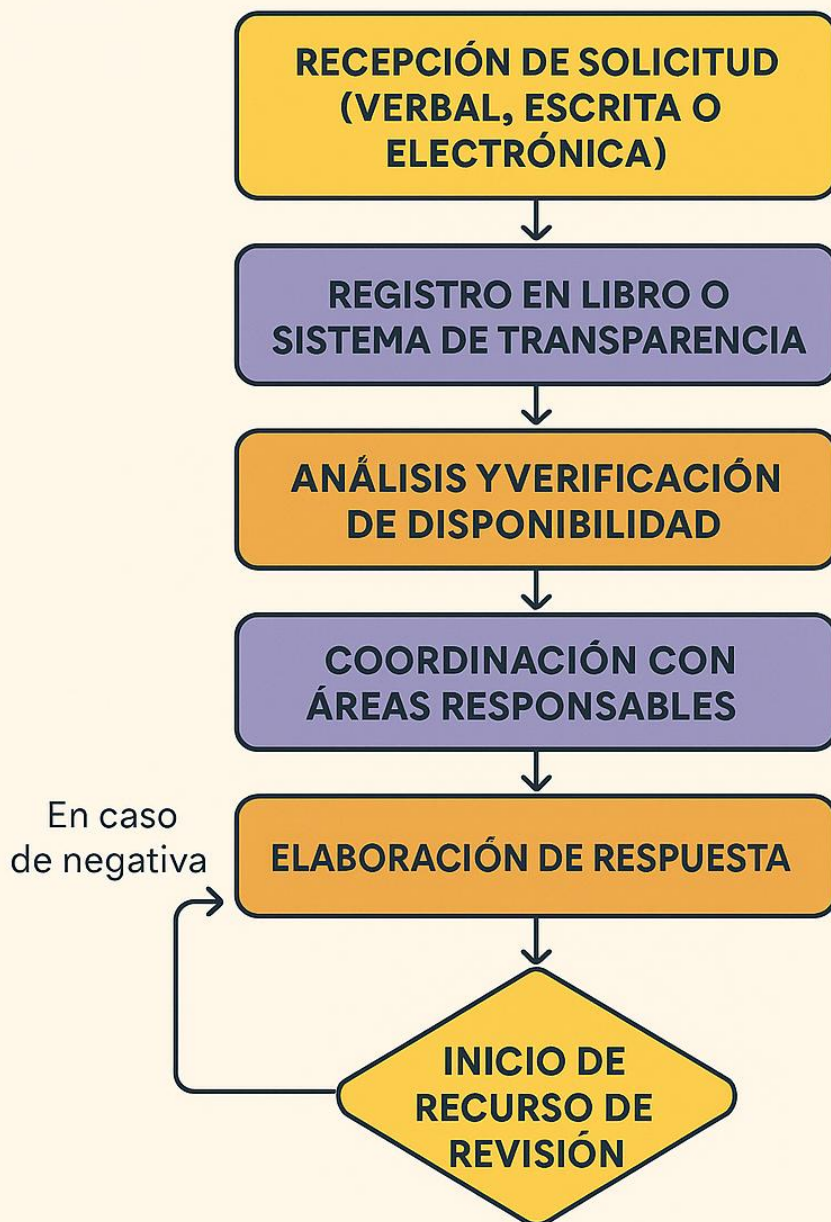 RECEPCIÓN DE SOLICITUD
(VERBAL, ESCRITA O
ELECTRÓNICA)
REGISTRO EN LIBRO O
SISTEMA DE TRANSPARENCIA
ANÁLISIS YVERIFICACIÓN
DE DISPONIBILIDAD
COORDINACIÓN CON
ÁREAS RESPONSABLES
En caso
de negativa
ELABORACIÓN DE RESPUESTA
INICIO DE
RECURSO DE
REVISIÓN